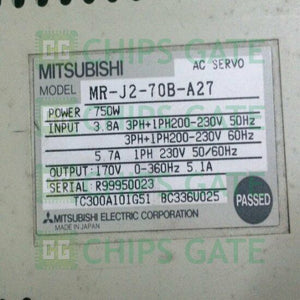 CHIPS GATE
MITSUBISHI AC SERVO
MODEL MR-J2-70B-A27
POWER 750W
INPUT 3.8A 3PH+1PH200-230V 50Hz
3PH+1PH200-230V 60Hz
5.7A 1PH 230V 50/60Hz
OUTPUT:170V 0-360Hz 5.1A
SERIAL R99950023
TC300A101G51 BC336U025
PASSED
MITSUBISHI ELECTRIC CORPORATION
MADE IN JAPAN
CHIPS GATE